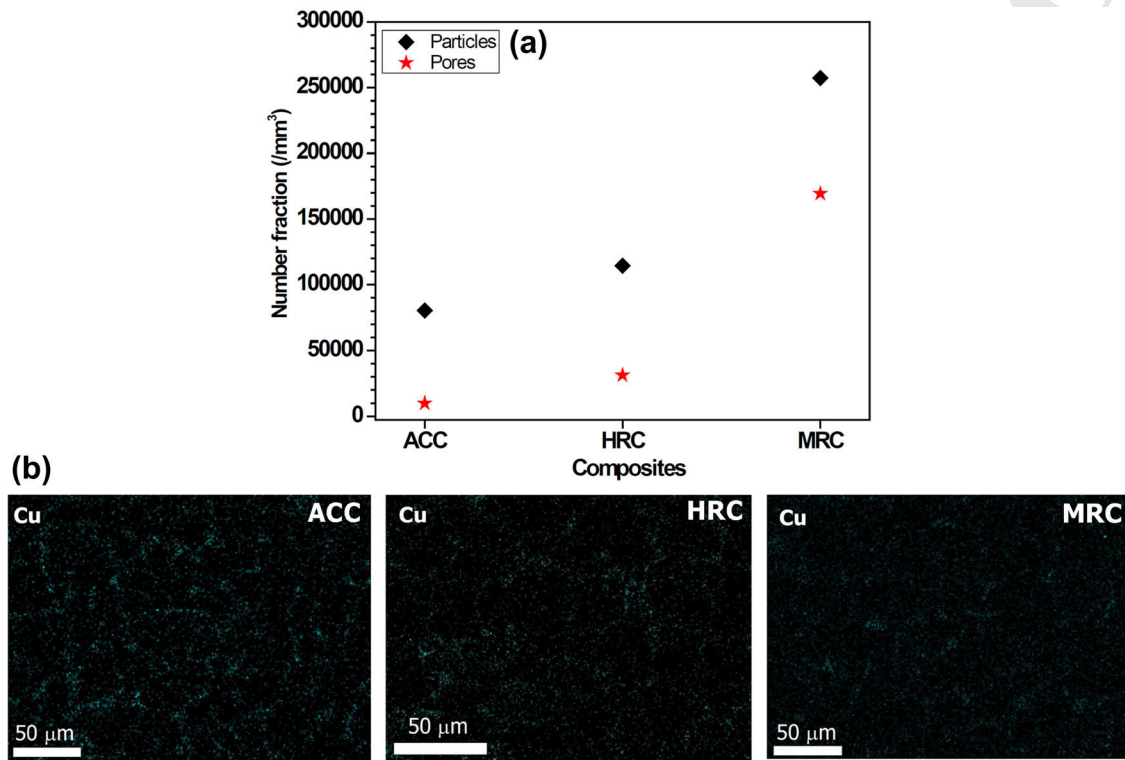 300000
250000
200000
150000
100000
50000
0
Number fraction (/mm³)
Particles
Pores
(a)
ACC HRC MRC
Composites
(b)
Cu ACC
50 μm
Cu HRC
50 μm
Cu MRC
50 μm